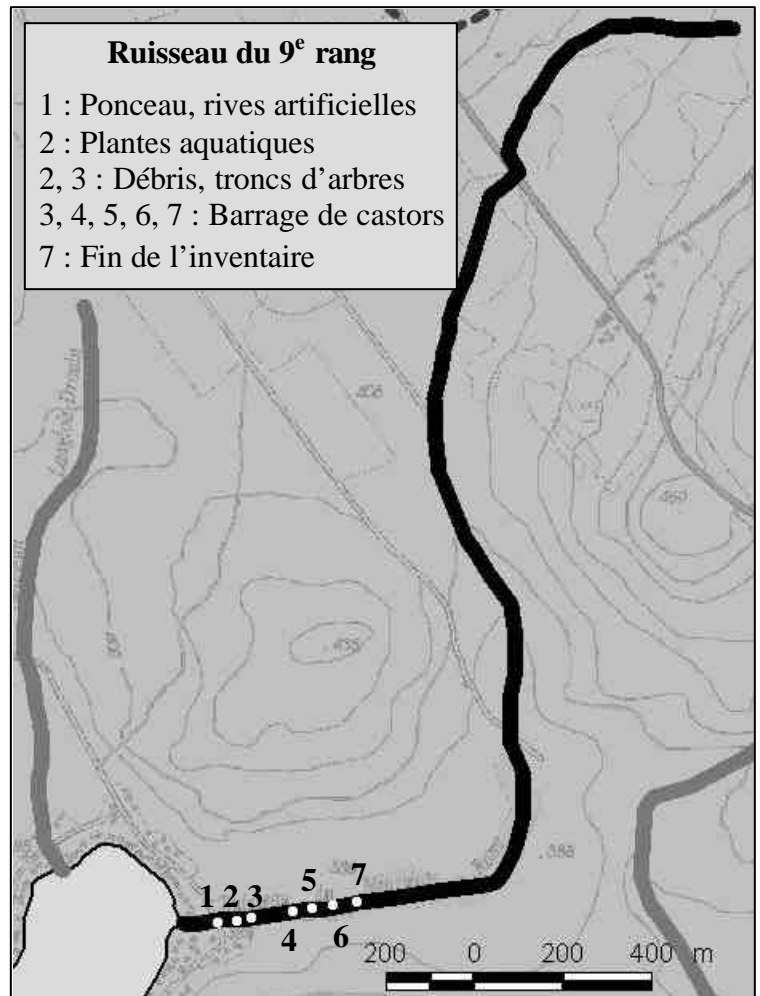 Ruisseau du 9e rang
1 : Ponceau, rives artificielles
2 : Plantes aquatiques
2, 3 : Débris, troncs d'arbres
3, 4, 5, 6, 7 : Barrage de castors
7 : Fin de l'inventaire
1 2 3 5 7
4 6
200 0 200 400 m